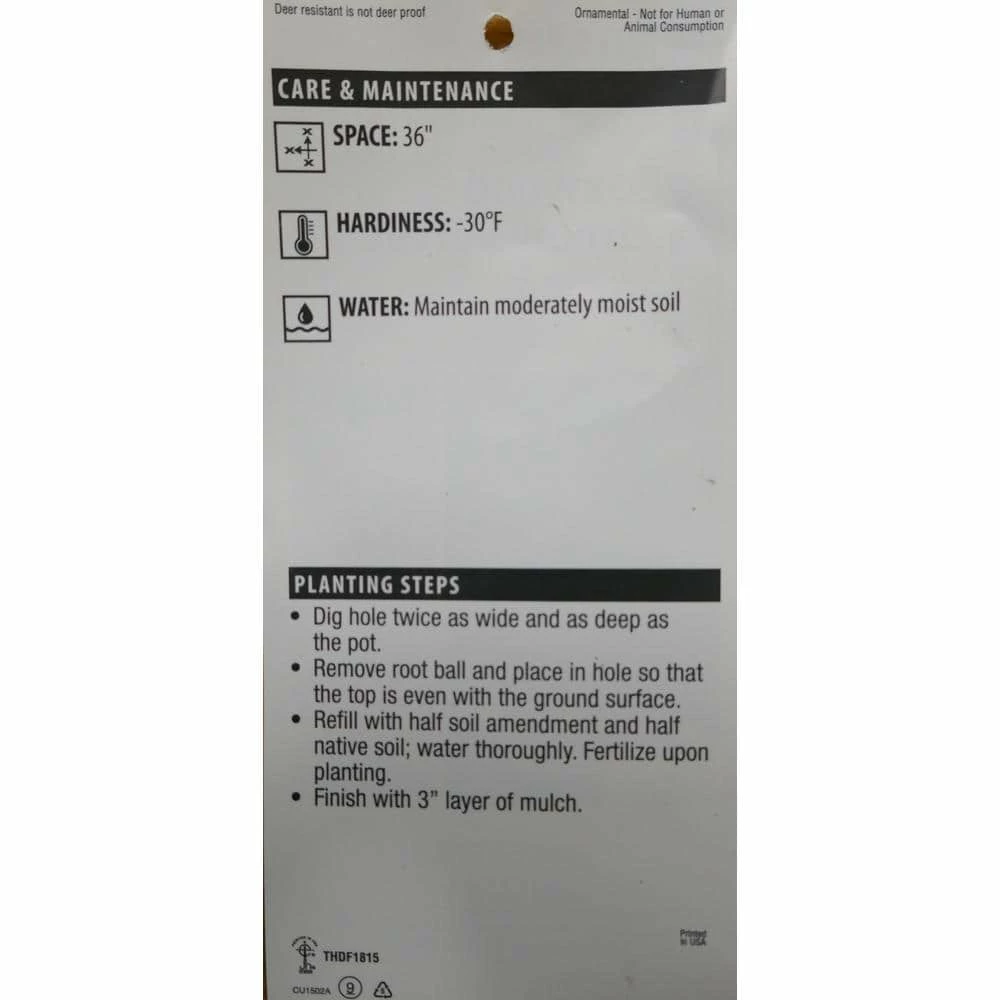 Deer resistant is not deer proof
Ornamental - Not for Human or
Animal Consumption
CARE & MAINTENANCE
SPACE: 36"
HARDINESS: -30°F
WATER: Maintain moderately moist soil
PLANTING STEPS
• Dig hole twice as wide and as deep as
the pot.
• Remove root ball and place in hole so that
the top is even with the ground surface.
• Refill with half soil amendment and half
native soil; water thoroughly. Fertilize upon
planting.
• Finish with 3” layer of mulch.
Printed
in USA
THDF1815
CU1502A 9